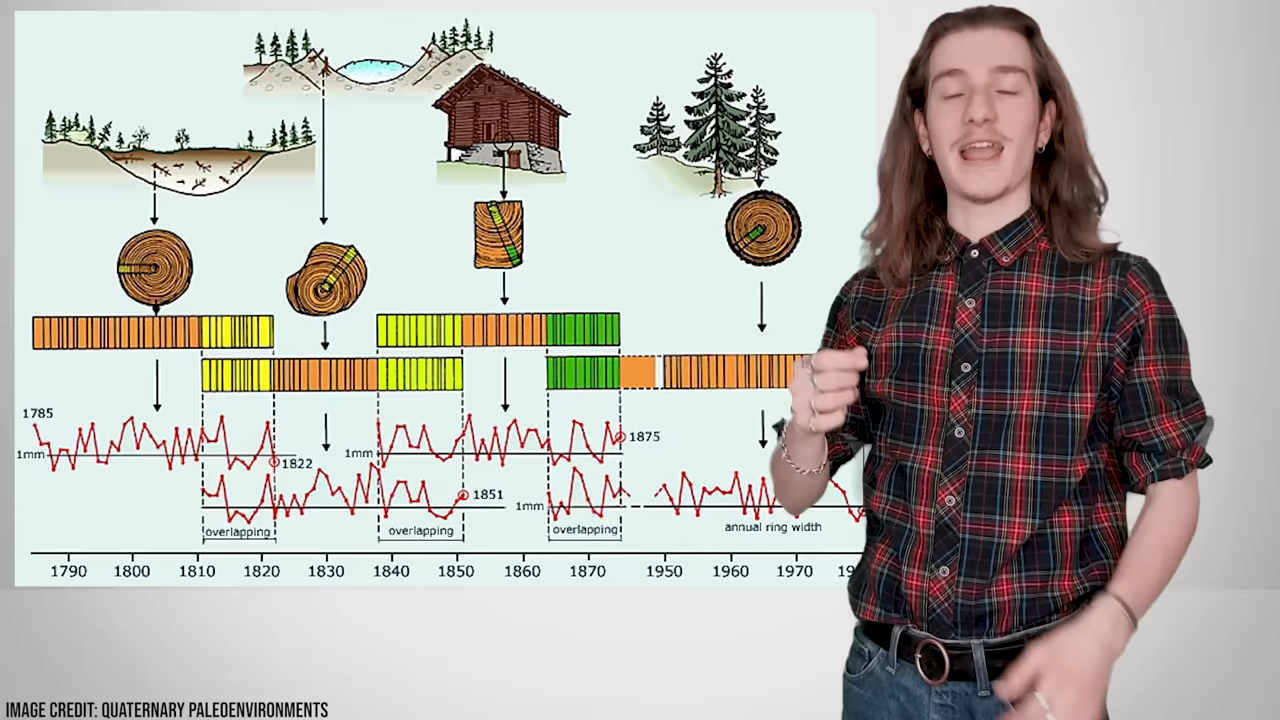 1785
1mm
1822
1mm
1875
1851
1mm
overlapping
overlapping
overlapping
annual ring width
1790 1800 1810 1820 1830 1840 1850 1860 1870 1950 1960 1970
IMAGE CREDIT: QUATERNARY PALEOENVIRONMENTS